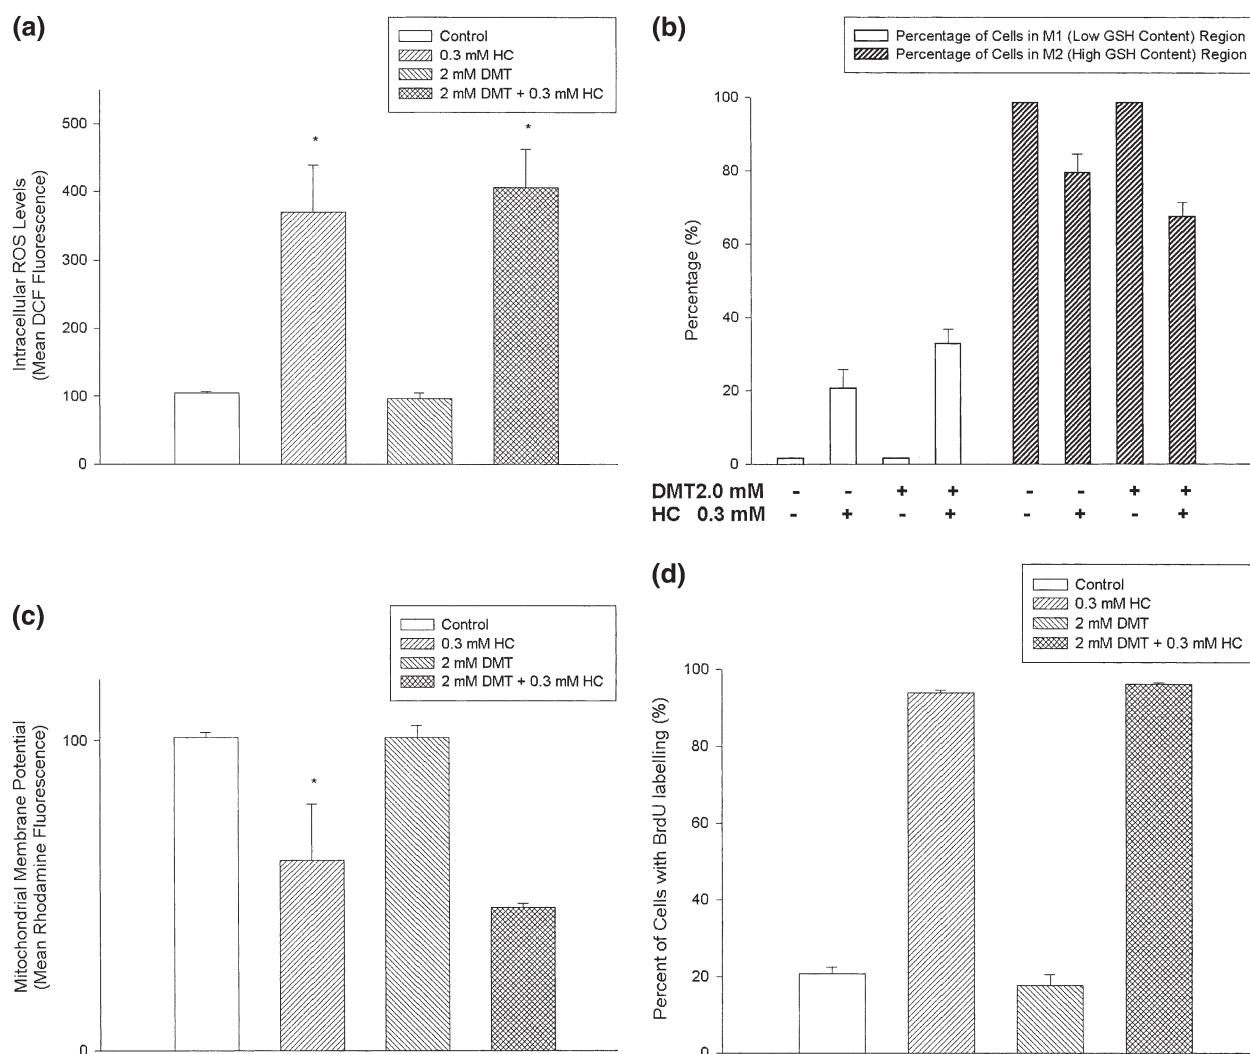 (a)
Control
0.3 mM HC
2 mM DMT
2 mM DMT + 0.3 mM HC
500
400
300
200
100
0
*
*
Intracellular ROS Levels
(Mean DCF Fluorescence)
(b)
Percentage of Cells in M1 (Low GSH Content) Region
Percentage of Cells in M2 (High GSH Content) Region
100
80
60
40
20
0
Percentage (%)
DMT2.0 mM - - + + - - + +
HC 0.3 mM - + - + - + - +
(c)
Control
0.3 mM HC
2 mM DMT
2 mM DMT + 0.3 mM HC
100
0
*
Mitochondrial Membrane Potential
(Mean Rhodamine Fluorescence)
(d)
Control
0.3 mM HC
2 mM DMT
2 mM DMT + 0.3 mM HC
100
80
60
40
20
0
Percent of Cells with BrdU labelling (%)